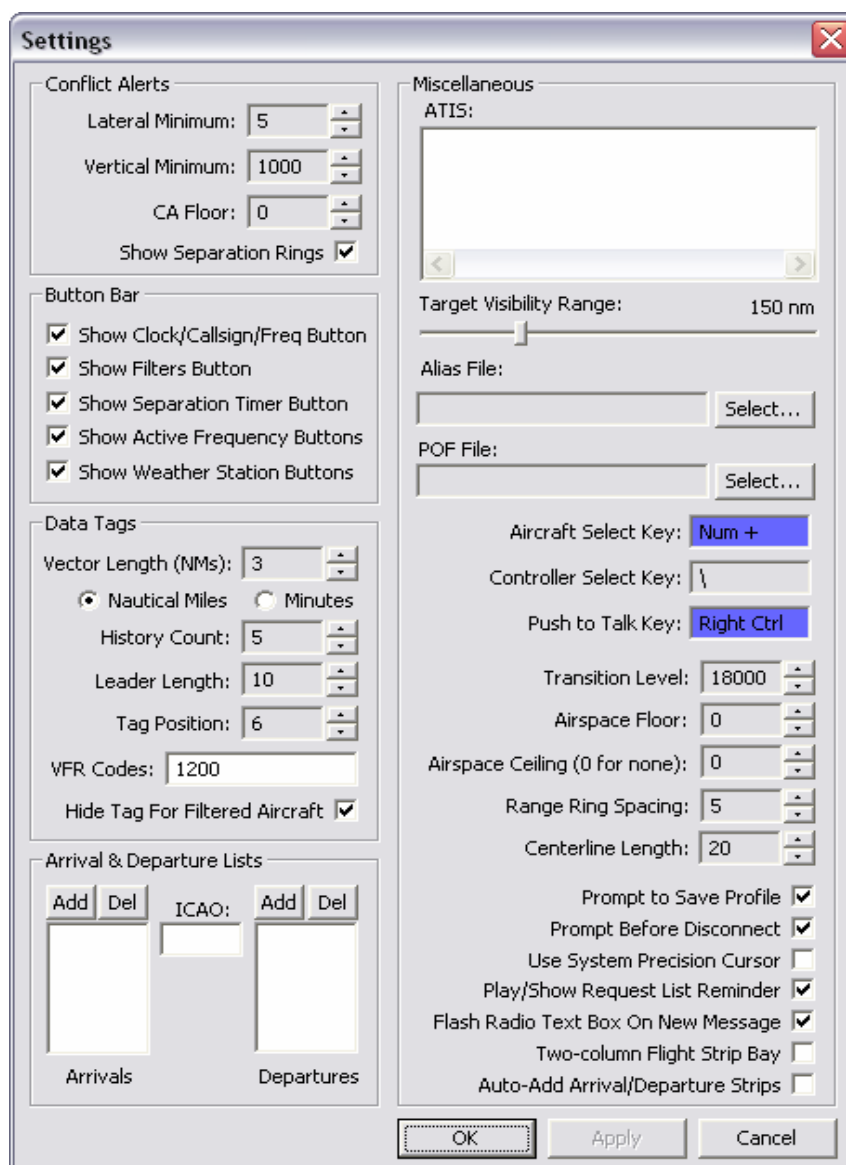 Settings
Conflict Alerts
Lateral Minimum: 5
Vertical Minimum: 1000
CA Floor: 0
Show Separation Rings
Button Bar
Show Clock/Callsign/Freq Button
Show Filters Button
Show Separation Timer Button
Show Active Frequency Buttons
Show Weather Station Buttons
Data Tags
Vector Length (NMs): 3
Nautical Miles Minutes
History Count: 5
Leader Length: 10
Tag Position: 6
VFR Codes: 1200
Hide Tag For Filtered Aircraft
Arrival & Departure Lists
Add Del ICAO: Add Del
Arrivals Departures
Miscellaneous
ATIS:
Target Visibility Range: 150 nm
Alias File:
Select...
POF File:
Select...
Aircraft Select Key: Num +
Controller Select Key: \
Push to Talk Key: Right Ctrl
Transition Level: 18000
Airspace Floor: 0
Airspace Ceiling (0 for none): 0
Range Ring Spacing: 5
Centerline Length: 20
Prompt to Save Profile
Prompt Before Disconnect
Use System Precision Cursor
Play/Show Request List Reminder
Flash Radio Text Box On New Message
Two-column Flight Strip Bay
Auto-Add Arrival/Departure Strips
OK Apply Cancel